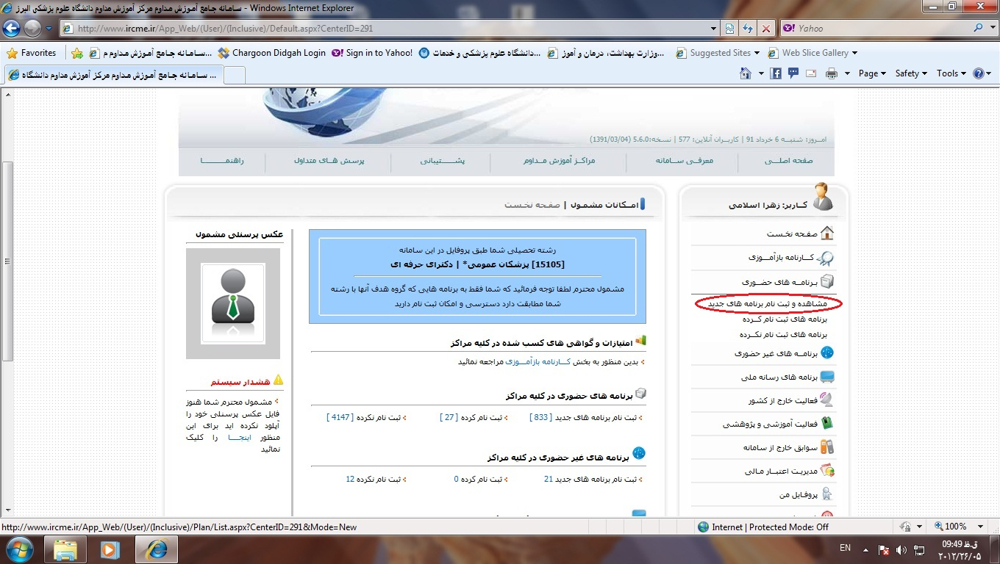 سامانه جامع آموزش مداوم مرکز آموزش مداوم دانشگاه علوم پزشکی البرز - Windows Internet Explorer
http://www.ircme.ir/App_Web/(User)/(Inclusive)/Default.aspx?CenterID=291
Yahoo
Favorites
سامانه جامع آموزش مداوم م...
Chargoon Didgah Login
Sign in to Yahoo!
دانشگاه علوم پزشکی و خدمات...
وزارت بهداشت، درمان و آموز...
Suggested Sites
Web Slice Gallery
سامانه جامع آموزش مداوم مرکز آموزش مداوم دانشگاه ...
Page Safety Tools
امروز: شنبه 6 خرداد 91 | کاربران آنلاین: 577 | نسخه:5.6.0 (1391/03/04)
صفحه اصلی
معرفی سامانه
مراکز آموزش مداوم
پشتیبانی
پرسش های متداول
راهنما
کاربر: زهرا اسلامی
صفحه نخست
کارنامه بازآموزی
برنامه های حضوری
مشاهده و ثبت نام برنامه های جدید
برنامه های ثبت نام کرده
برنامه های ثبت نام نکرده
برنامه های غیر حضوری
برنامه های رسانه ملی
فعالیت خارج از کشور
فعالیت آموزشی و پژوهشی
سوابق خارج از سامانه
مدیریت اعتبار مالی
پروفایل من
امکانات مشمول | صفحه نخست
رشته تحصیلی شما طبق پروفایل در این سامانه
[15105] پزشکان عمومی* | دکترای حرفه ای
مشمول محترم لطفا توجه فرمائید که شما فقط به برنامه هایی که گروه هدف آنها با رشته
شما مطابقت دارد دسترسی و امکان ثبت نام دارید
امتیازات و گواهی های کسب شده در کلیه مراکز
بدین منظور به بخش کارنامه بازآموزی مراجعه نمائید
برنامه های حضوری در کلیه مراکز
ثبت نام برنامه های جدید [ 833 ]
ثبت نام کرده [ 27 ]
ثبت نام نکرده [ 4147 ]
برنامه های غیر حضوری در کلیه مراکز
ثبت نام برنامه های جدید 21
ثبت نام کرده 0
ثبت نام نکرده 12
عکس پرسنلی مشمول
هشدار سیستم
مشمول محترم شما هنوز
فایل عکس پرسنلی خود را
آپلود نکرده اید برای این
منظور اینجا را کلیک
نمائید
http://www.ircme.ir/App_Web/(User)/(Inclusive)/Plan/List.aspx?CenterID=291&Mode=New
Internet | Protected Mode: Off
100%
EN
09:49 ق.ظ
۲۰۱۲/۲۶/۰۵